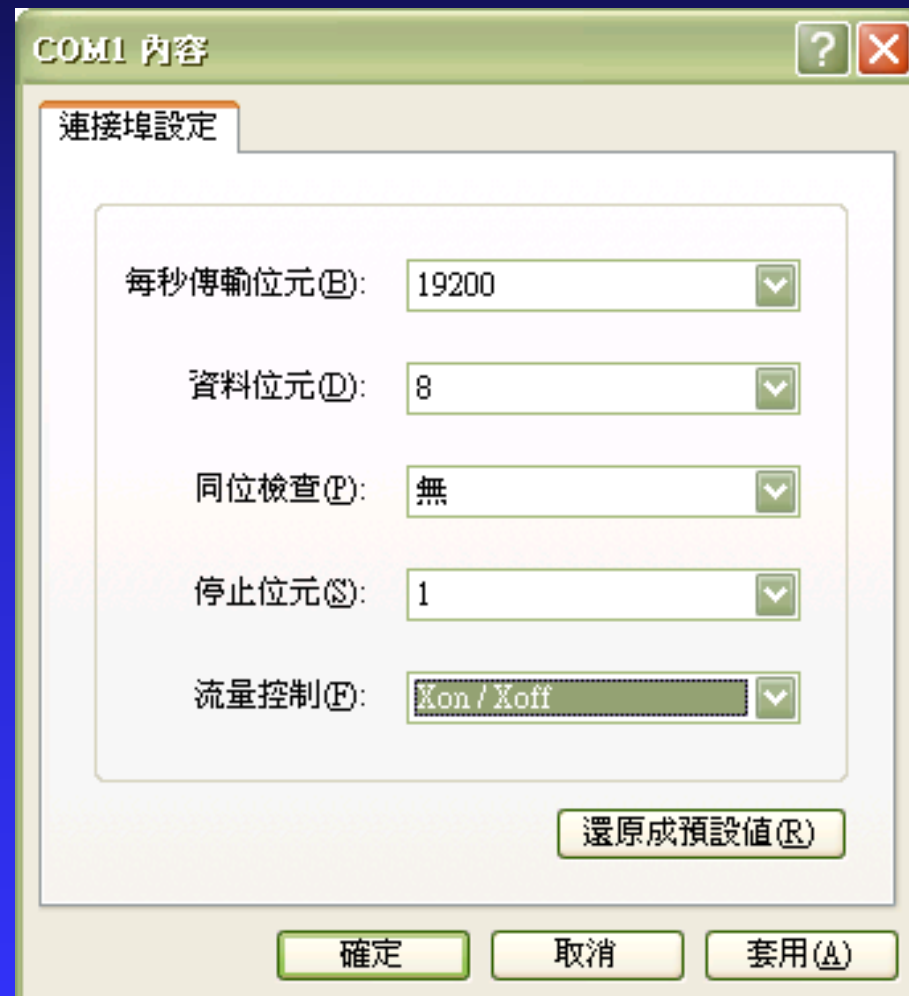 COM1 內容
連接埠設定
每秒傳輸位元(B): 19200
資料位元(D): 8
同位檢查(P): 無
停止位元(S): 1
流量控制(F): Xon / Xoff
還原成預設值(R)
確定 取消 套用(A)